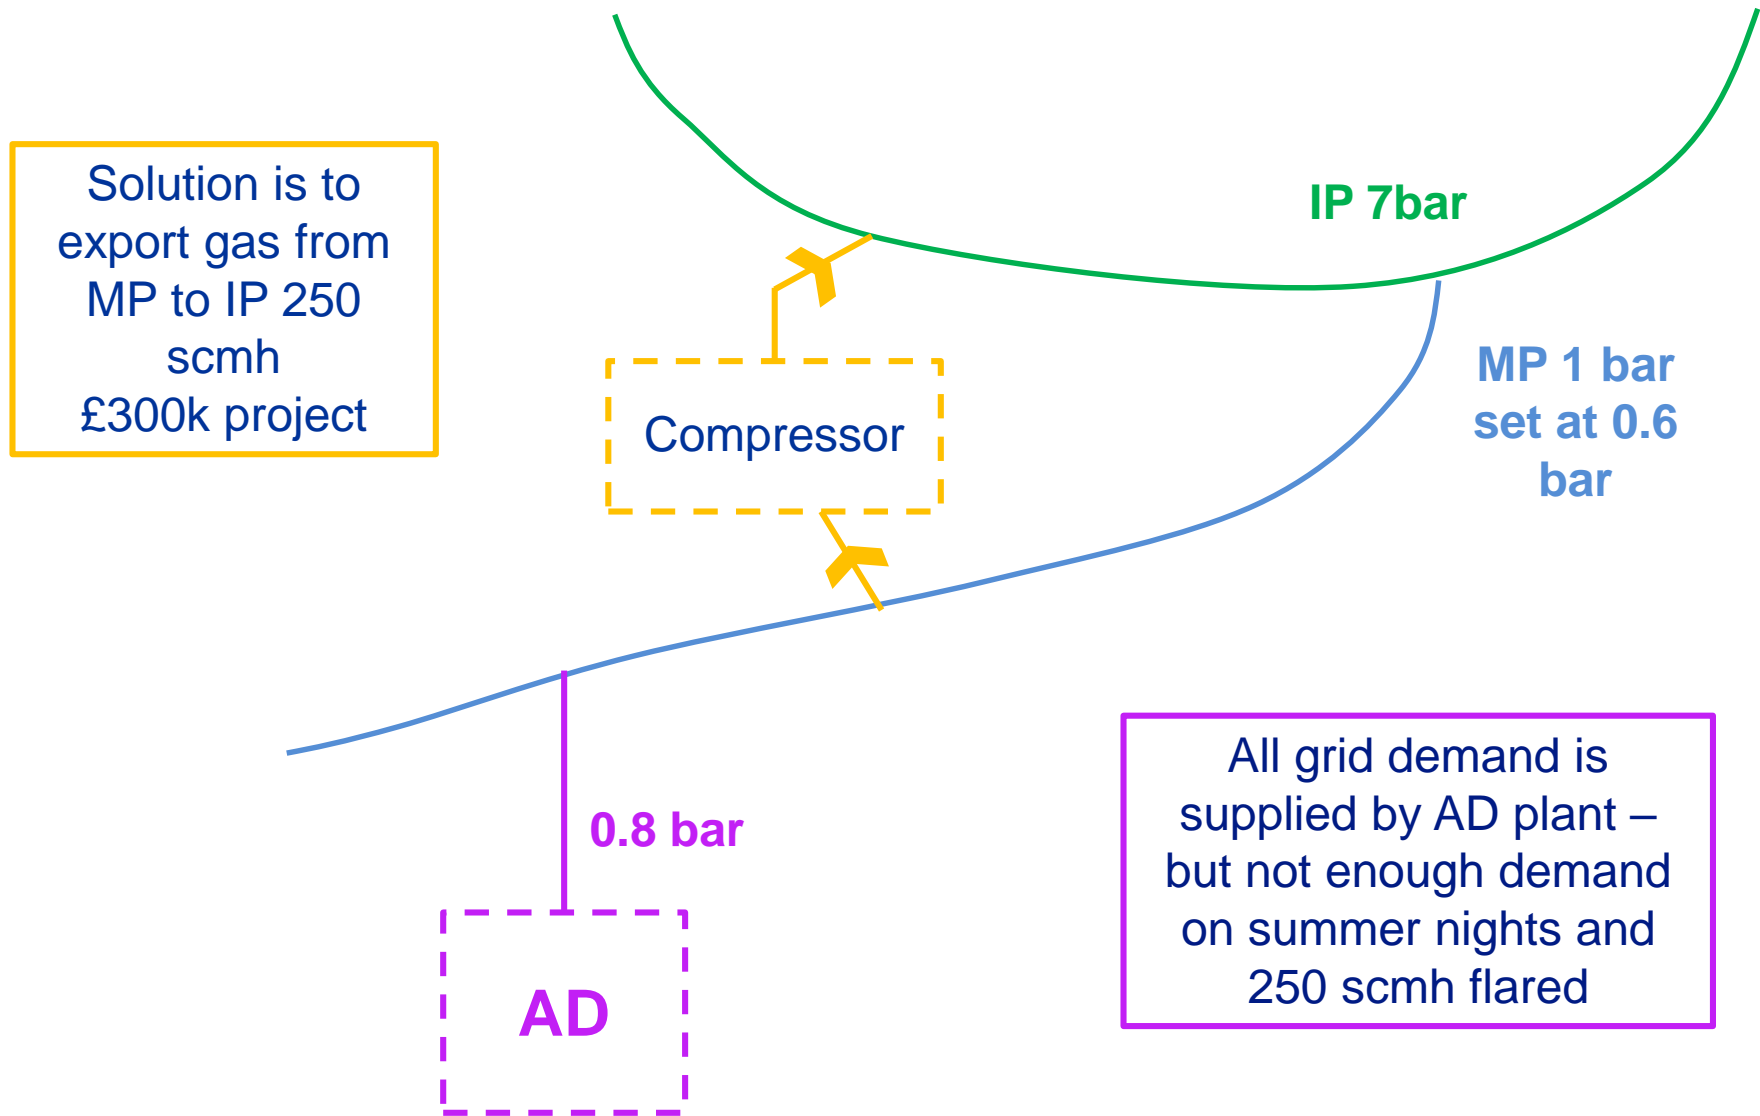 Solution is to
export gas from
MP to IP 250
scmh
£300k project
IP 7bar
MP 1 bar
set at 0.6
bar
Compressor
0.8 bar
AD
All grid demand is
supplied by AD plant –
but not enough demand
on summer nights and
250 scmh flared